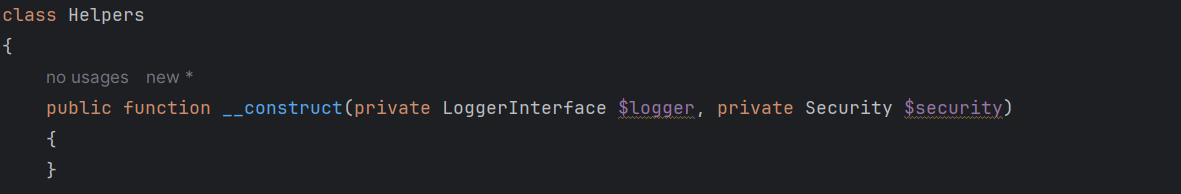 class Helpers
{
no usages new *
public function __construct(private LoggerInterface $logger, private Security $security)
{
}